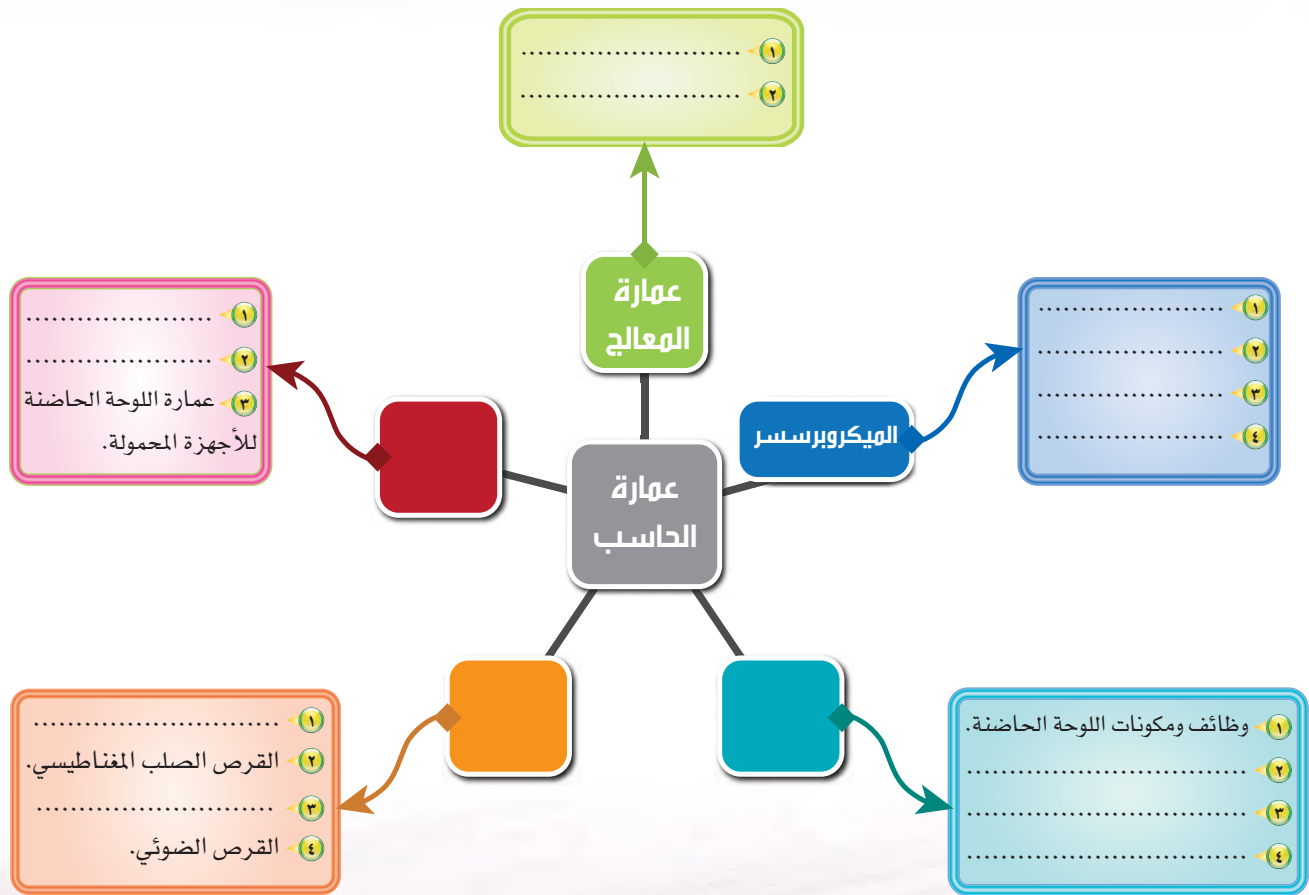 ١ ..........................
٢ ..........................
عمارة
المعالج
١ ......................
٢ ......................
٣ ......................
٤ ......................
الميكروبرسسر
١ ......................
٢ ......................
٣ عمارة اللوحة الحاضنة
للأجهزة المحمولة.
عمارة
الحاسب
١ وظائف ومكونات اللوحة الحاضنة.
٢ .................................
٣ .................................
٤ .................................
١ .............................
٢ القرص الصلب المغناطيسي.
٣ ............................
٤ القرص الضوئي.